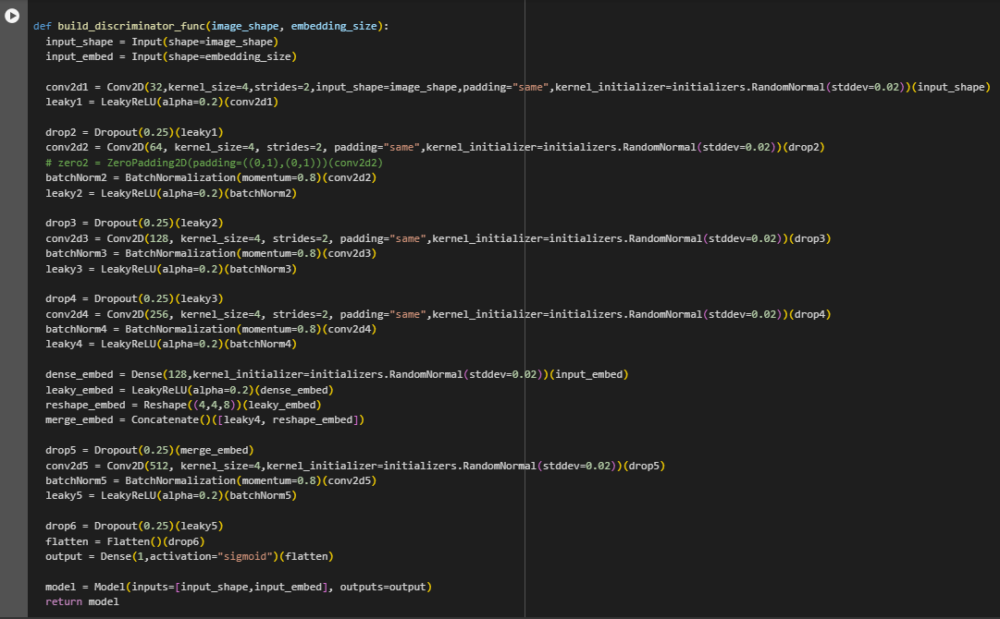 def build_discriminator_func(image_shape, embedding_size):
  input_shape = Input(shape=image_shape)
  input_embed = Input(shape=embedding_size)

  conv2d1 = Conv2D(32,kernel_size=4,strides=2,input_shape=image_shape,padding="same",kernel_initializer=initializers.RandomNormal(stddev=0.02))(input_shape)
  leaky1 = LeakyReLU(alpha=0.2)(conv2d1)

  drop2 = Dropout(0.25)(leaky1)
  conv2d2 = Conv2D(64, kernel_size=4, strides=2, padding="same",kernel_initializer=initializers.RandomNormal(stddev=0.02))(drop2)
  # zero2 = ZeroPadding2D(padding=((0,1),(0,1)))(conv2d2)
  batchNorm2 = BatchNormalization(momentum=0.8)(conv2d2)
  leaky2 = LeakyReLU(alpha=0.2)(batchNorm2)

  drop3 = Dropout(0.25)(leaky2)
  conv2d3 = Conv2D(128, kernel_size=4, strides=2, padding="same",kernel_initializer=initializers.RandomNormal(stddev=0.02))(drop3)
  batchNorm3 = BatchNormalization(momentum=0.8)(conv2d3)
  leaky3 = LeakyReLU(alpha=0.2)(batchNorm3)

  drop4 = Dropout(0.25)(leaky3)
  conv2d4 = Conv2D(256, kernel_size=4, strides=2, padding="same",kernel_initializer=initializers.RandomNormal(stddev=0.02))(drop4)
  batchNorm4 = BatchNormalization(momentum=0.8)(conv2d4)
  leaky4 = LeakyReLU(alpha=0.2)(batchNorm4)

  dense_embed = Dense(128,kernel_initializer=initializers.RandomNormal(stddev=0.02))(input_embed)
  leaky_embed = LeakyReLU(alpha=0.2)(dense_embed)
  reshape_embed = Reshape((4,4,8))(leaky_embed)
  merge_embed = Concatenate()([leaky4, reshape_embed])

  drop5 = Dropout(0.25)(merge_embed)
  conv2d5 = Conv2D(512, kernel_size=4,kernel_initializer=initializers.RandomNormal(stddev=0.02))(drop5)
  batchNorm5 = BatchNormalization(momentum=0.8)(conv2d5)
  leaky5 = LeakyReLU(alpha=0.2)(batchNorm5)

  drop6 = Dropout(0.25)(leaky5)
  flatten = Flatten()(drop6)
  output = Dense(1,activation="sigmoid")(flatten)

  model = Model(inputs=[input_shape,input_embed], outputs=output)
  return model